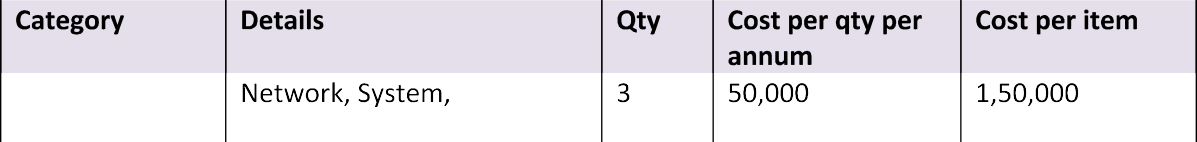 Category Details Qty Cost per qty per annum Cost per item
Network, System, 3 50,000 1,50,000